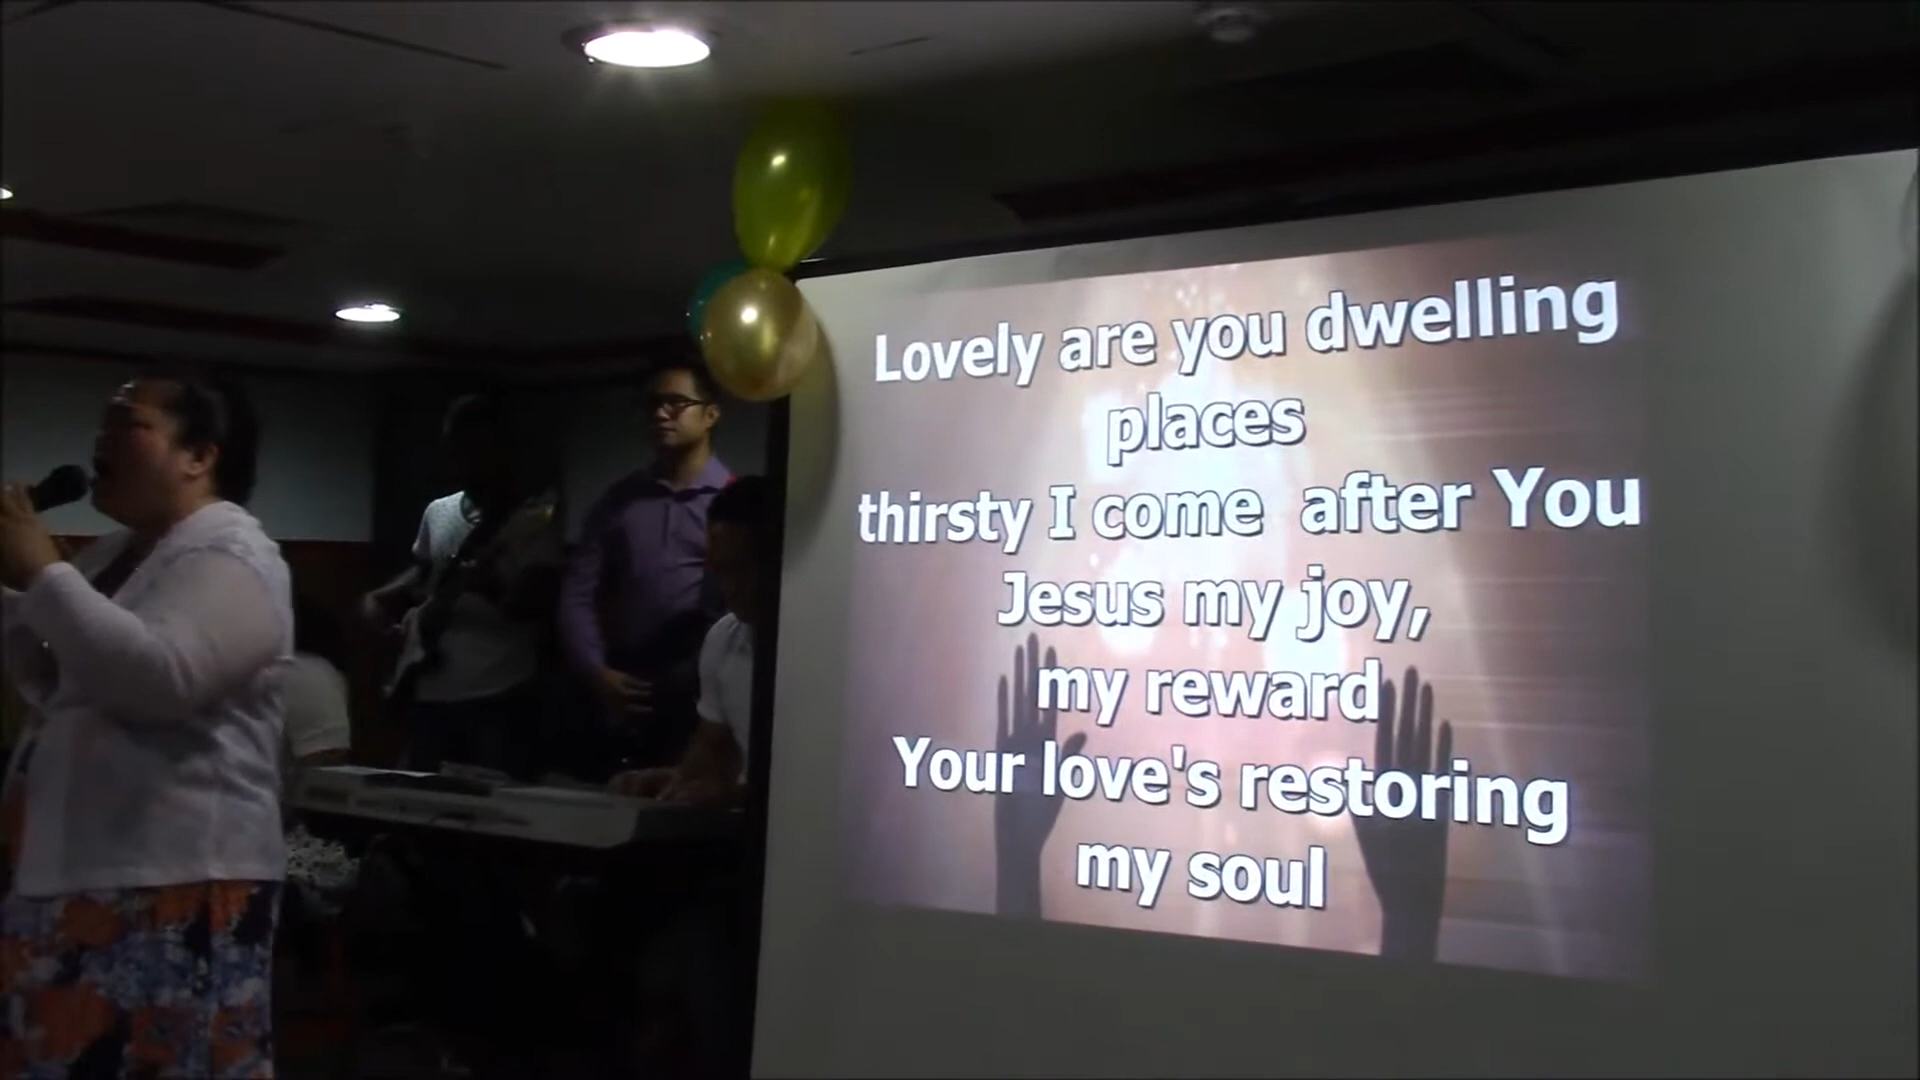 Lovely are you dwelling
places
thirsty I come after You
Jesus my joy,
my reward
Your love's restoring
my soul